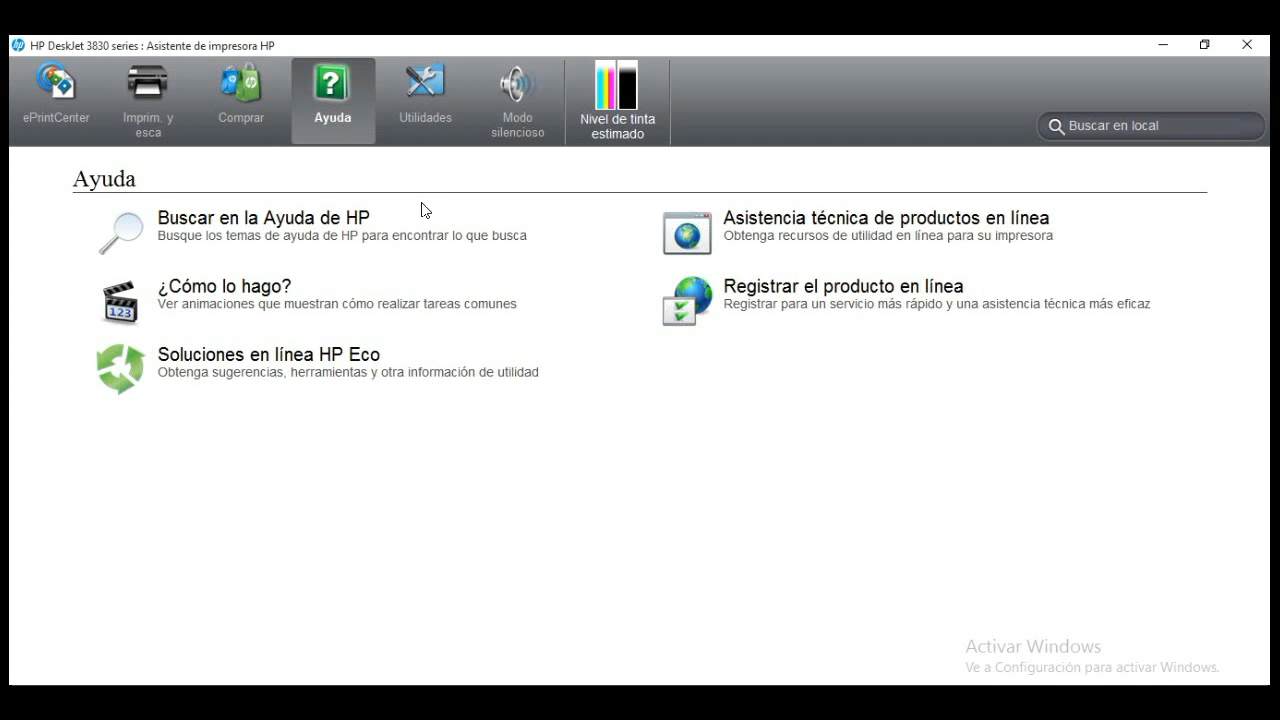 HP DeskJet 3830 series : Asistente de impresora HP
ePrintCenter
Imprim. y
esca
Comprar
Ayuda
Utilidades
Modo
silencioso
Nivel de tinta
estimado
Buscar en local
Ayuda
Buscar en la Ayuda de HP
Busque los temas de ayuda de HP para encontrar lo que busca
Asistencia técnica de productos en línea
Obtenga recursos de utilidad en línea para su impresora
¿Cómo lo hago?
Ver animaciones que muestran cómo realizar tareas comunes
123
Registrar el producto en línea
Registrar para un servicio más rápido y una asistencia técnica más eficaz
Soluciones en línea HP Eco
Obtenga sugerencias, herramientas y otra información de utilidad
Activar Windows
Ve a Configuración para activar Windows.